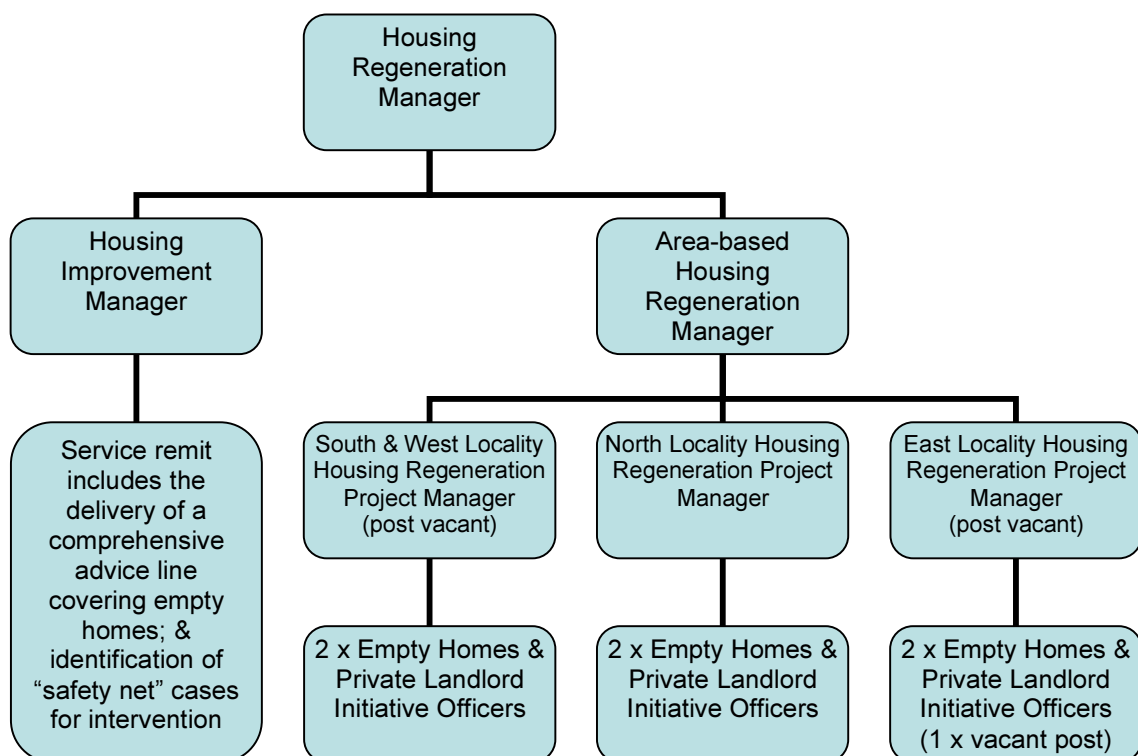 Housing
Regeneration
Manager
Housing
Improvement
Manager
Area-based
Housing
Regeneration
Manager
Service remit
includes the
delivery of a
comprehensive
advice line
covering empty
homes; &
identification of
“safety net” cases
for intervention
South & West Locality
Housing Regeneration
Project Manager
(post vacant)
North Locality Housing
Regeneration Project
Manager
East Locality Housing
Regeneration Project
Manager
(post vacant)
2 x Empty Homes &
Private Landlord
Initiative Officers
2 x Empty Homes &
Private Landlord
Initiative Officers
2 x Empty Homes &
Private Landlord
Initiative Officers
(1 x vacant post)